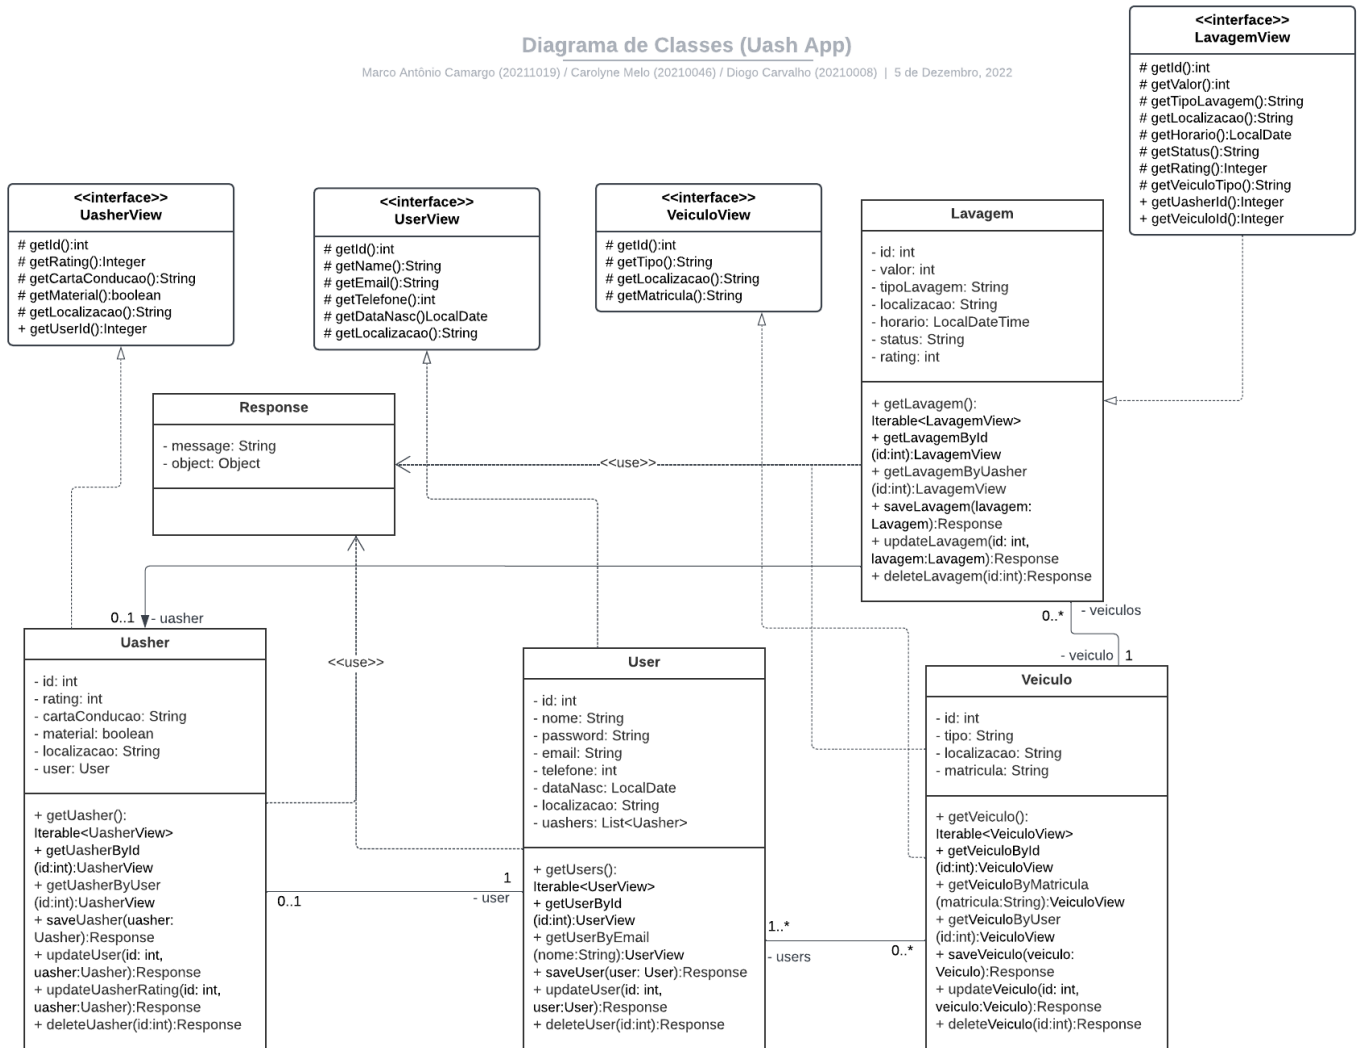 Diagrama de Classes (Uash App)
Marco Antônio Camargo (20211019) / Carolyne Melo (20210046) / Diogo Carvalho (20210008) | 5 de Dezembro, 2022
<<interface>>
LavagemView
# getId():int
# getValor():int
# getTipoLavagem():String
# getLocalizacao():String
# getHorario():LocalDate
# getStatus():String
# getRating():Integer
# getVeiculoTipo():String
+ getUasherId():Integer
+ getVeiculoId():Integer
<<interface>>
UasherView
# getId():int
# getRating():Integer
# getCartaConducao():String
# getMaterial():boolean
# getLocalizacao():String
+ getUserId():Integer
<<interface>>
UserView
# getId():int
# getName():String
# getEmail():String
# getTelefone():int
# getDataNasc()LocalDate
# getLocalizacao():String
<<interface>>
VeiculoView
# getId():int
# getTipo():String
# getLocalizacao():String
# getMatricula():String
Lavagem
- id: int
- valor: int
- tipoLavagem: String
- localizacao: String
- horario: LocalDateTime
- status: String
- rating: int
+ getLavagem():
Iterable<LavagemView>
+ getLavagemById
(id:int):LavagemView
+ getLavagemByUasher
(id:int):LavagemView
+ saveLavagem(lavagem:
Lavagem):Response
+ updateLavagem(id: int,
lavagem:Lavagem):Response
+ deleteLavagem(id:int):Response
Response
- message: String
- object: Object
<<use>>
0..1
- uasher
<<use>>
0..*
- veiculos
- veiculo
1
Uasher
- id: int
- rating: int
- cartaConducao: String
- material: boolean
- localizacao: String
- user: User
+ getUasher():
Iterable<UasherView>
+ getUasherById
(id:int):UasherView
+ getUasherByUser
(id:int):UasherView
+ saveUasher(uasher:
Uasher):Response
+ updateUser(id: int,
uasher:Uasher):Response
+ updateUasherRating(id: int,
uasher:Uasher):Response
+ deleteUasher(id:int):Response
0..1
1
- user
User
- id: int
- nome: String
- password: String
- email: String
- telefone: int
- dataNasc: LocalDate
- localizacao: String
- uashers: List<Uasher>
+ getUsers():
Iterable<UserView>
+ getUserById
(id:int):UserView
+ getUserByEmail
(nome:String):UserView
+ saveUser(user: User):Response
+ updateUser(id: int,
user:User):Response
+ deleteUser(id:int):Response
1..*
- users
0..*
Veiculo
- id: int
- tipo: String
- localizacao: String
- matricula: String
+ getVeiculo():
Iterable<VeiculoView>
+ getVeiculoById
(id:int):VeiculoView
+ getVeiculoByMatricula
(matricula:String):VeiculoView
+ getVeiculoByUser
(id:int):VeiculoView
+ saveVeiculo(veiculo:
Veiculo):Response
+ updateVeiculo(id: int,
veiculo:Veiculo):Response
+ deleteVeiculo(id:int):Response